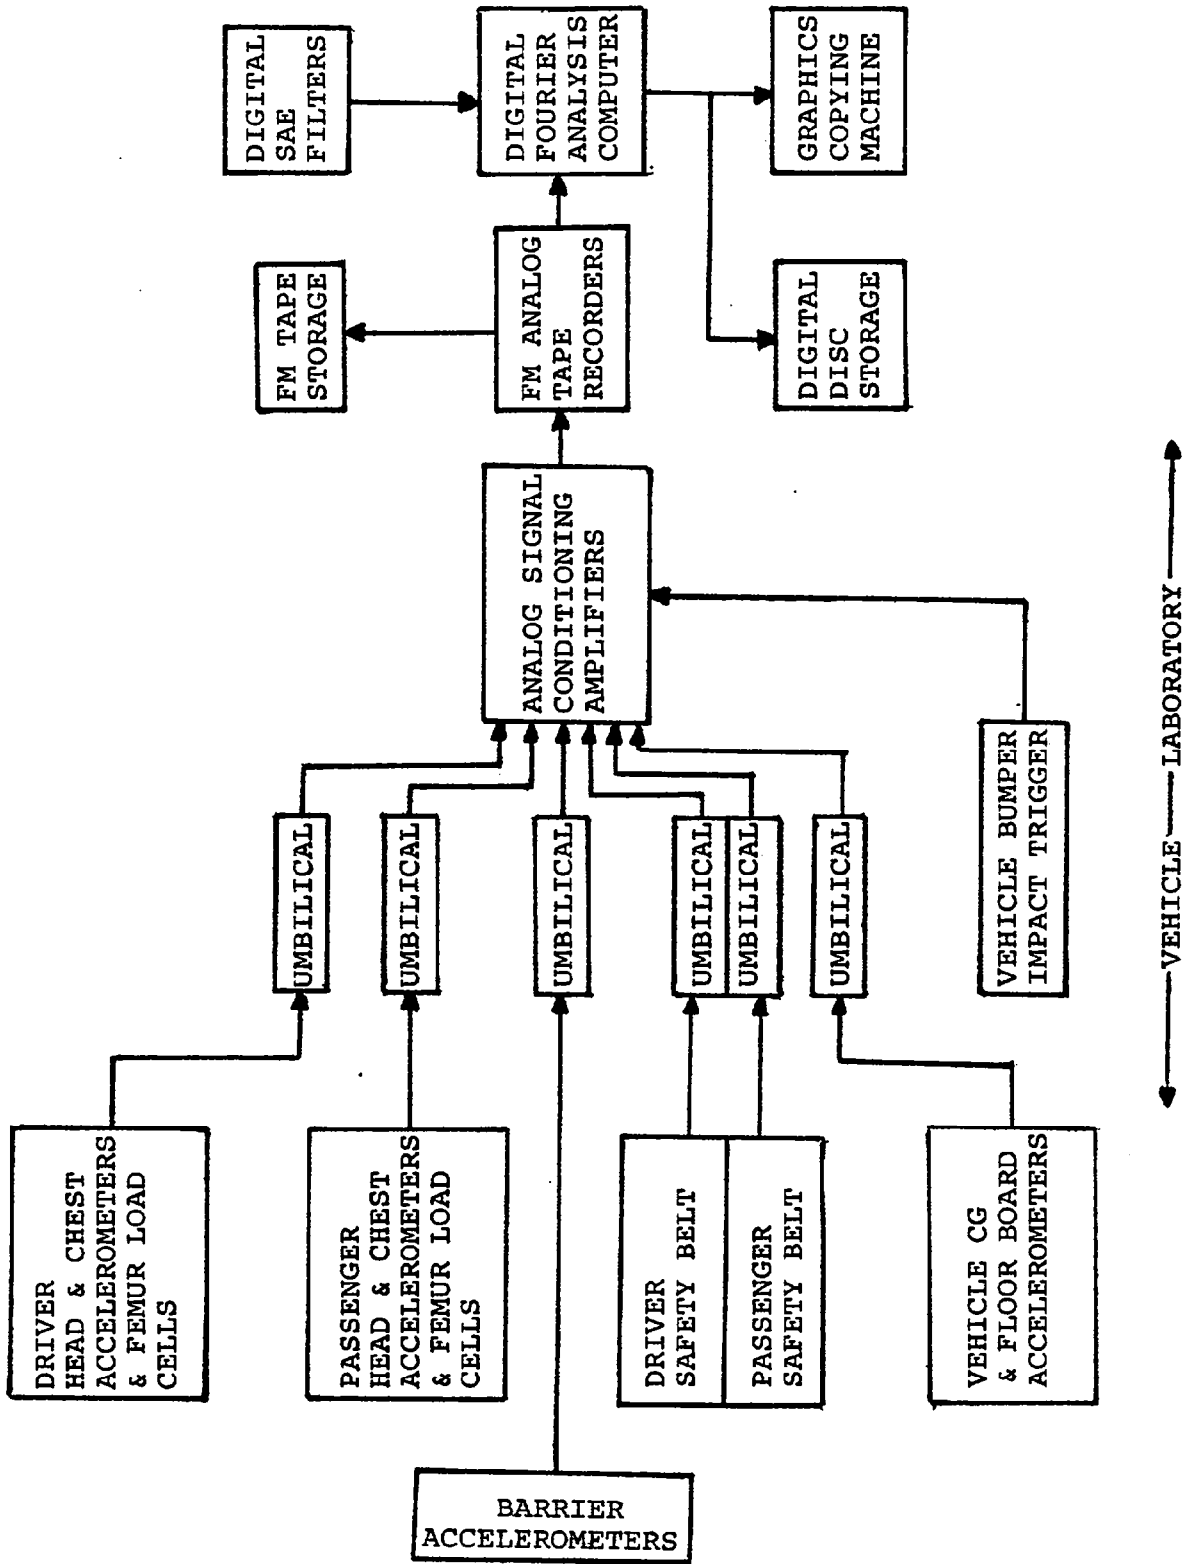 DRIVER
HEAD & CHEST
ACCELEROMETERS
& FEMUR LOAD
CELLS
PASSENGER
HEAD & CHEST
ACCELEROMETERS
& FEMUR LOAD
CELLS
BARRIER
ACCELEROMETERS
DRIVER
SAFETY BELT
PASSENGER
SAFETY BELT
VEHICLE CG
& FLOOR BOARD
ACCELEROMETERS
UMBILICAL
UMBILICAL
UMBILICAL
UMBILICAL
UMBILICAL
UMBILICAL
VEHICLE BUMPER
IMPACT TRIGGER
ANALOG SIGNAL
CONDITIONING
AMPLIFIERS
FM TAPE
STORAGE
FM ANALOG
TAPE
RECORDERS
DIGITAL
DISC
STORAGE
DIGITAL
SAE
FILTERS
DIGITAL
FOURIER
ANALYSIS
COMPUTER
GRAPHICS
COPYING
MACHINE
VEHICLE
LABORATORY